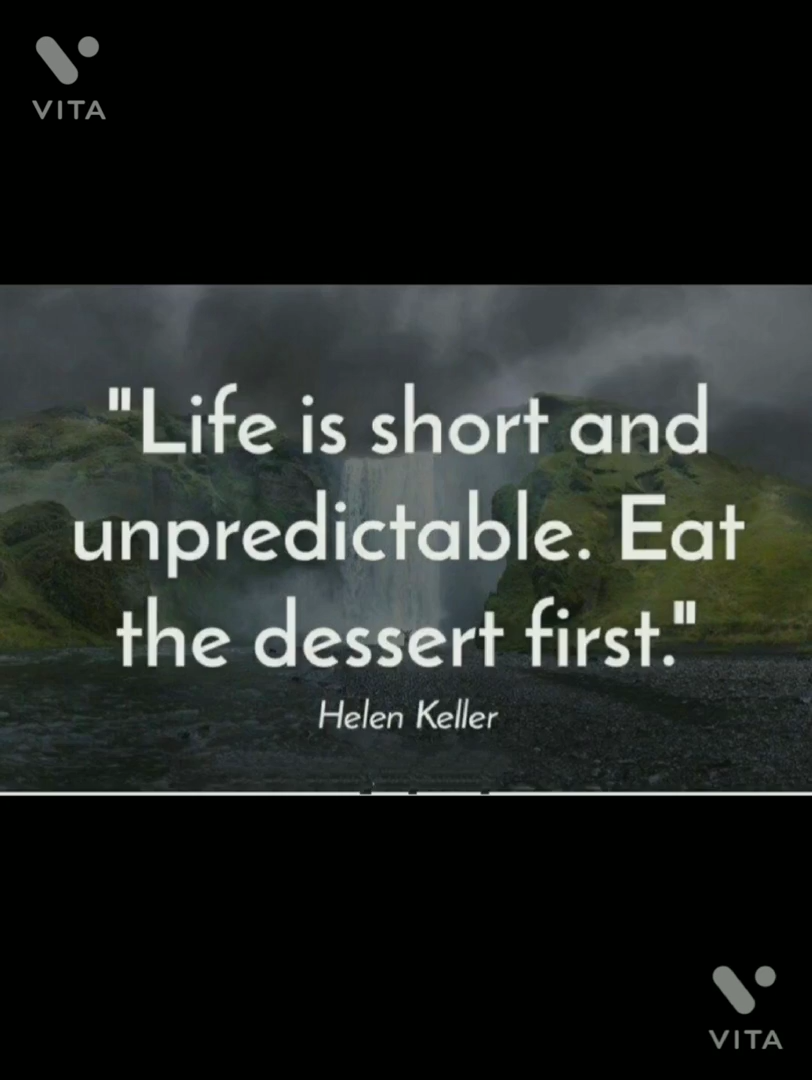 VITA
"Life is short and
unpredictable. Eat
the dessert first."
Helen Keller
VITA